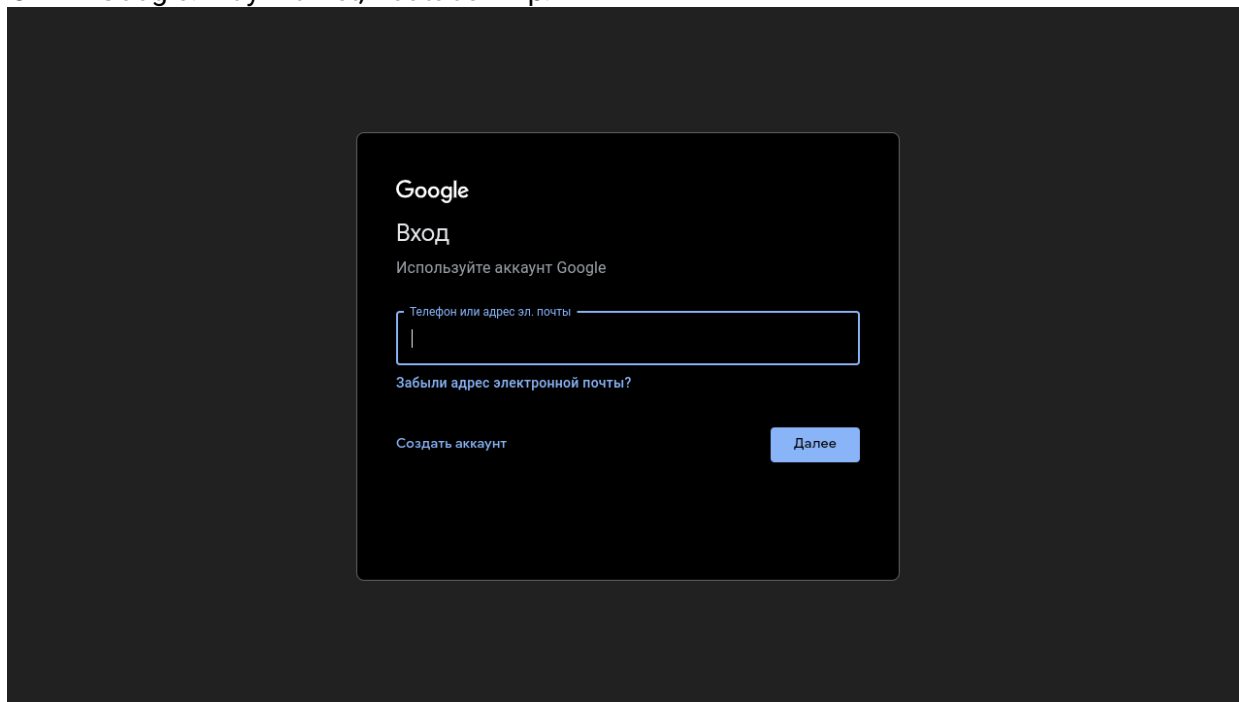 Google
Вход
Используйте аккаунт Google
Телефон или адрес эл. почты
Забыли адрес электронной почты?
Создать аккаунт
Далее